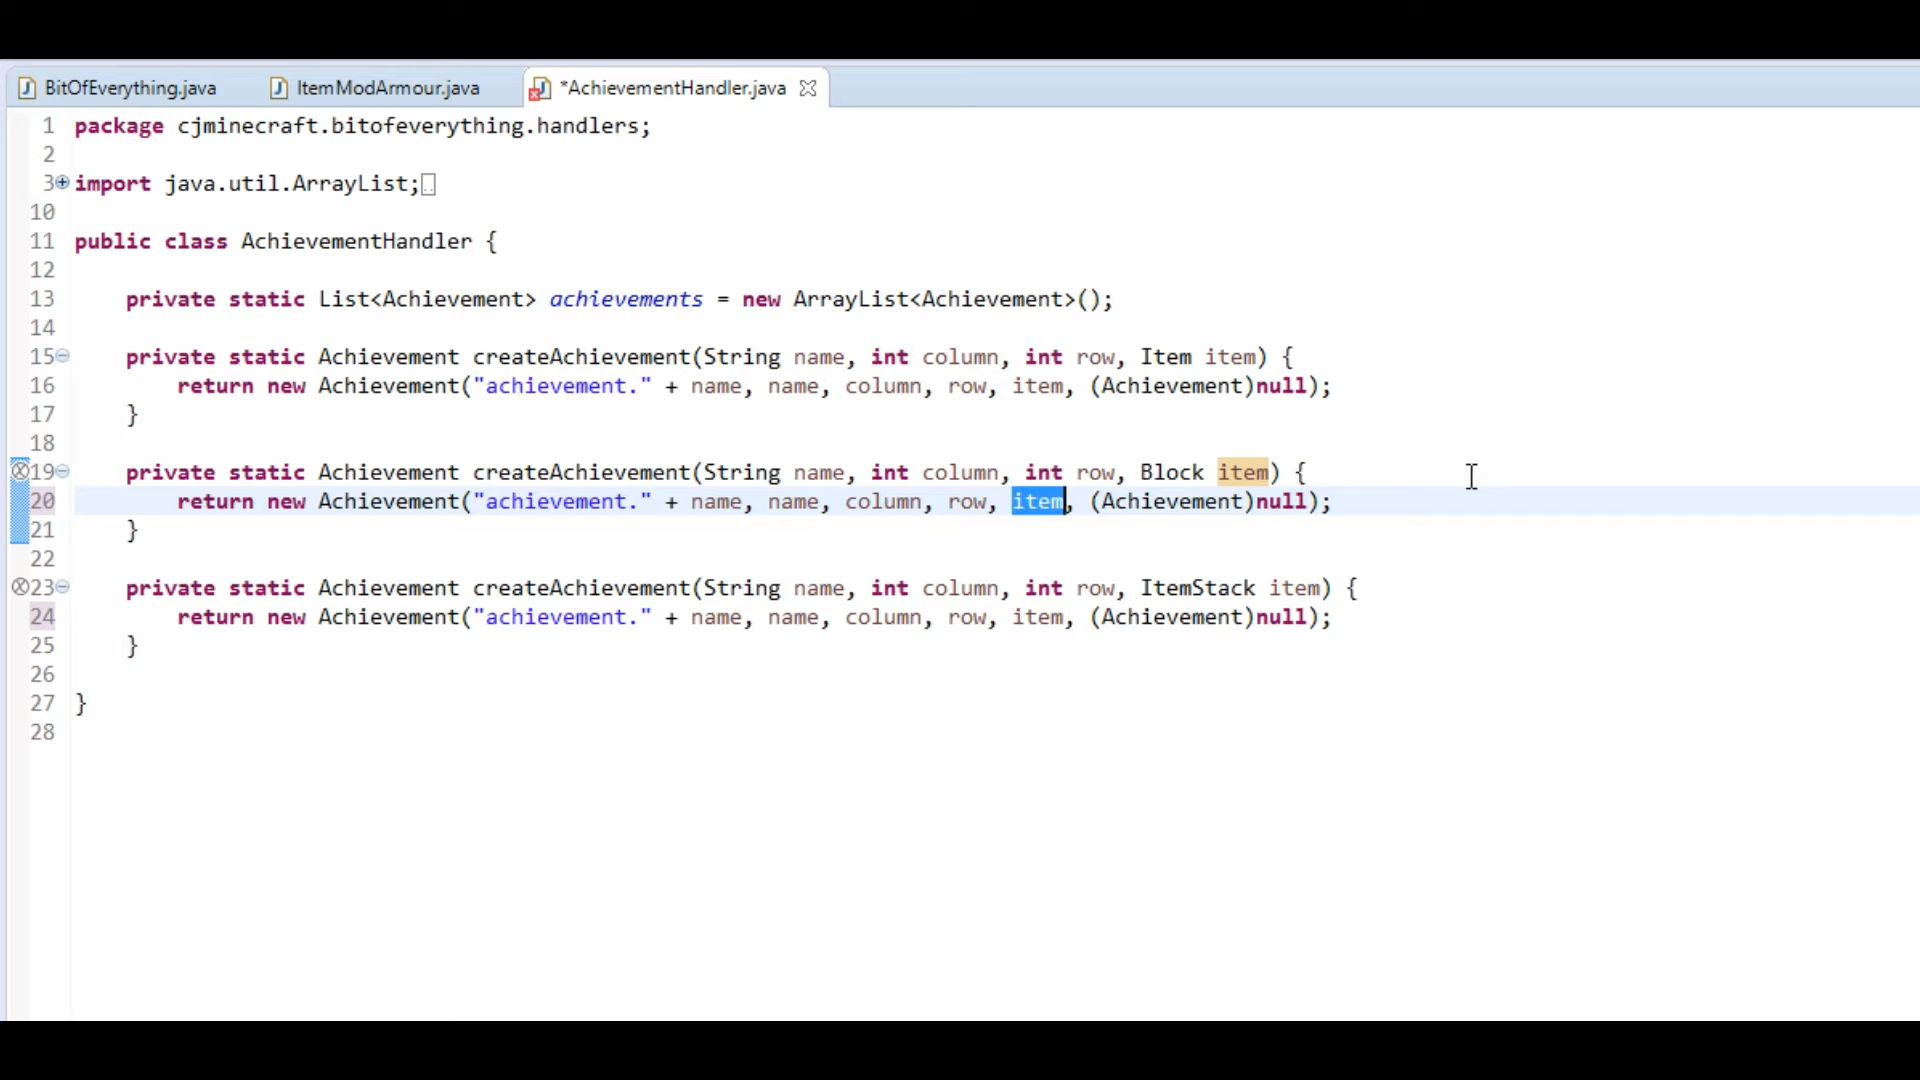 BitOfEverything.java ItemModArmour.java *AchievementHandler.java
1 package cjminecraft.bitofeverything.handlers;
2
3 import java.util.ArrayList;
10
11 public class AchievementHandler {
12
13 private static List<Achievement> achievements = new ArrayList<Achievement>();
14
15 private static Achievement createAchievement(String name, int column, int row, Item item) {
16 return new Achievement("achievement." + name, name, column, row, item, (Achievement)null);
17 }
18
19 private static Achievement createAchievement(String name, int column, int row, Block item) {
20 return new Achievement("achievement." + name, name, column, row, item, (Achievement)null);
21 }
22
23 private static Achievement createAchievement(String name, int column, int row, ItemStack item) {
24 return new Achievement("achievement." + name, name, column, row, item, (Achievement)null);
25 }
26
27 }
28